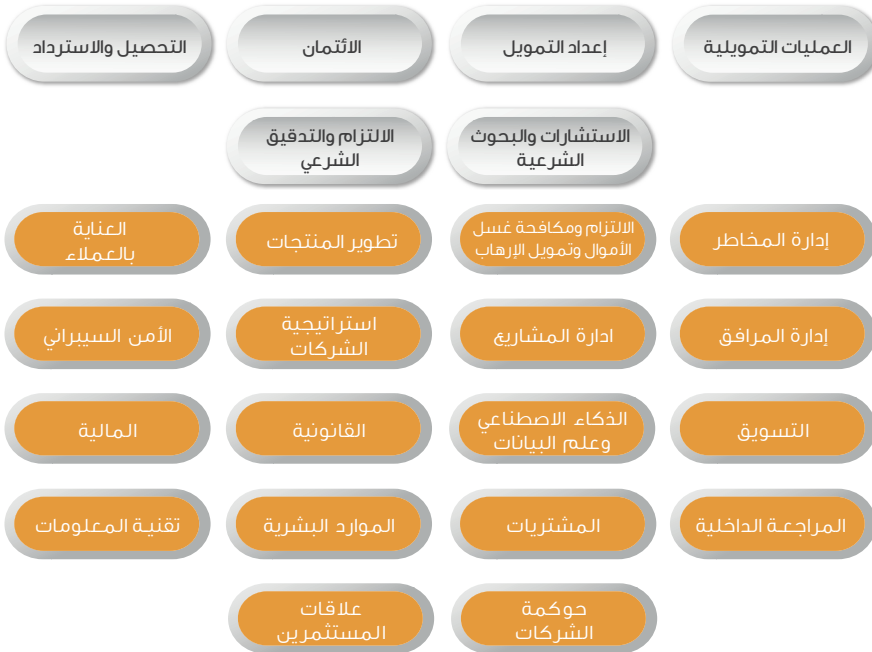 العمليات التمويلية
إعداد التمويل
الائتمان
التحصيل والاسترداد
الاستشارات والبحوث
الشرعية
الالتزام والتدقيق
الشرعي
إدارة المخاطر
الالتزام ومكافحة غسل
الأموال وتمويل الإرهاب
تطوير المنتجات
العناية
بالعملاء
إدارة المرافق
ادارة المشاريع
استراتيجية
الشركات
الأمن السيبراني
التسويق
الذكاء الاصطناعي
وعلم البيانات
القانونية
المالية
المراجعة الداخلية
المشتريات
الموارد البشرية
تقنية المعلومات
حوكمة
الشركات
علاقات
المستثمرين